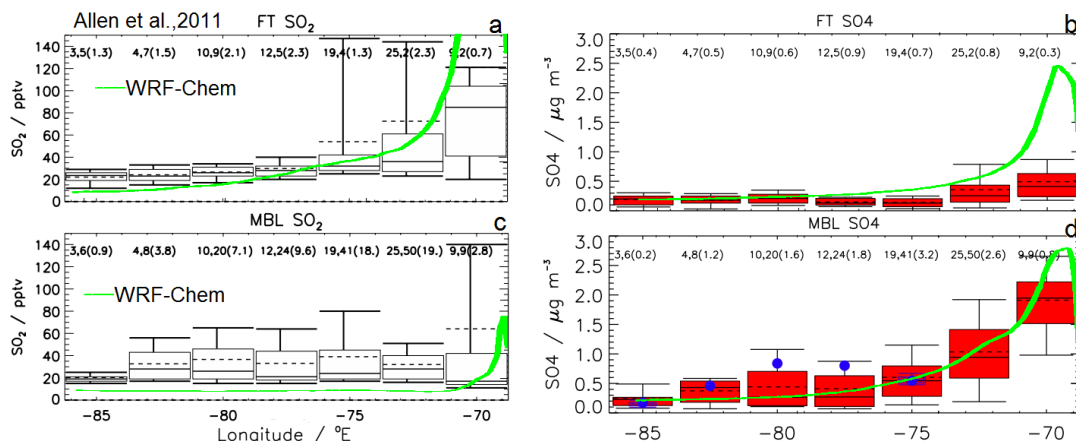 Allen et al.,2011
FT SO2
a
3,5(1.3) 4,7(1.5) 10,9(2.1) 12,5(2.3) 19,4(1.3) 25,2(2.3) 9,2(0.7)
WRF-Chem
SO2 / pptv
140
120
100
80
60
40
20
0
FT SO4
b
3,5(0.4) 4,7(0.5) 10,9(0.6) 12,5(0.9) 19,4(0.7) 25,2(0.8) 9,2(0.3)
SO4 / μg m−3
3.0
2.5
2.0
1.5
1.0
0.5
0.0
MBL SO2
c
3,6(0.9) 4,8(3.8) 10,20(7.1) 12,24(9.6) 19,41(18.) 25,50(19.) 9,9(2.8)
WRF-Chem
SO2 / pptv
140
120
100
80
60
40
20
0
−85 −80 −75 −70
Longitude / °E
MBL SO4
d
3,6(0.2) 4,8(1.2) 10,20(1.6) 12,24(1.8) 19,41(3.2) 25,50(2.6)
SO4 / μg m−3
3.0
2.5
2.0
1.5
1.0
0.5
0.0
−85 −80 −75 −70